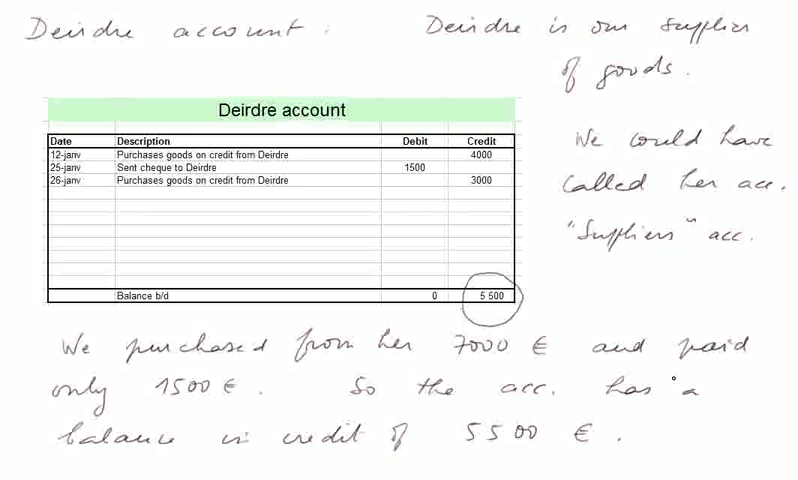 Deirdre account :
Deirdre is our supplier
of goods.
Deirdre account
Date Description Debit Credit
12-janv Purchases goods on credit from Deirdre 4000
25-janv Sent cheque to Deirdre 1500
26-janv Purchases goods on credit from Deirdre 3000
Balance b/d 0 5 500
We could have
called her acc.
"Suppliers" acc.
We purchased from her 7000 € and paid
only 1500 € . So the acc. has a
balance in credit of 5500 € .